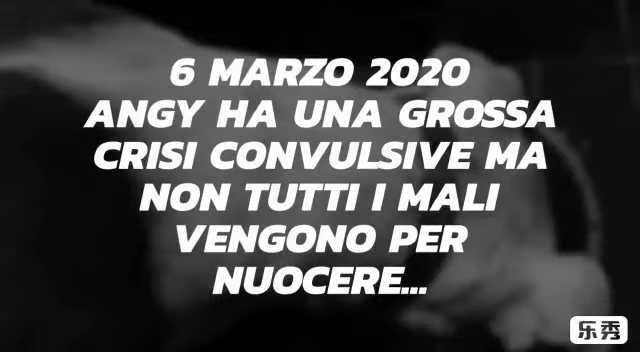 6 MARZO 2020
ANGY HA UNA GROSSA
CRISI CONVULSIVE MA
NON TUTTI I MALI
VENGONO PER
NUOCERE...
乐秀